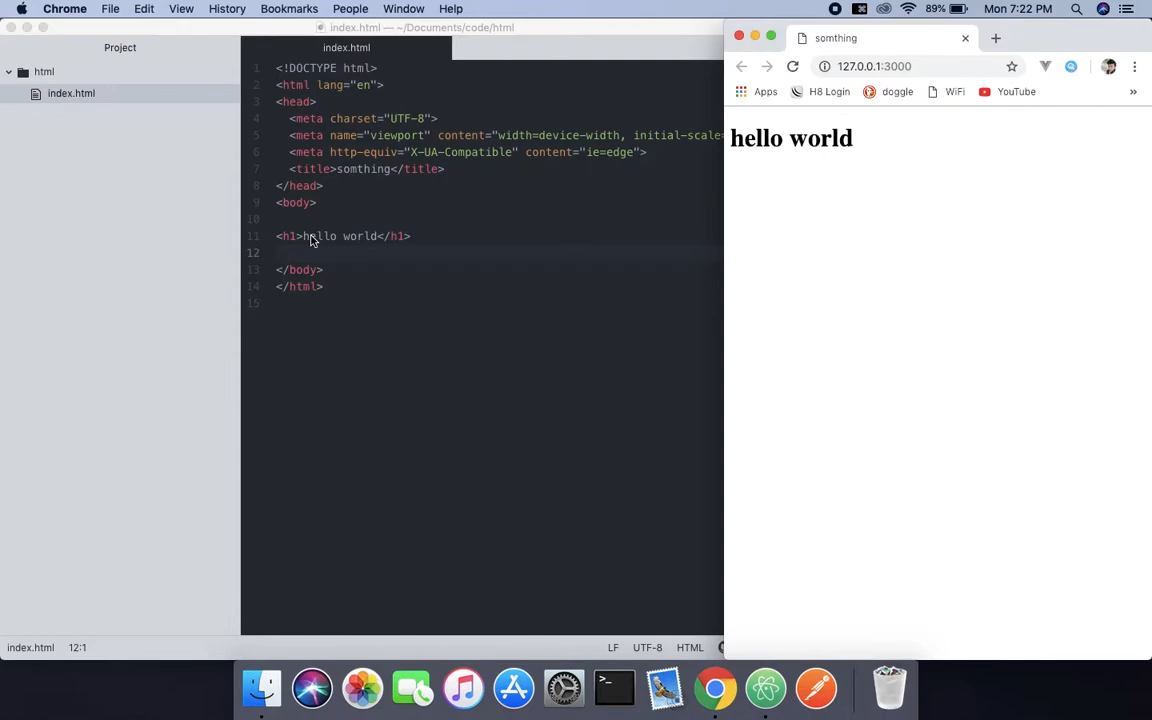 Chrome File Edit View History Bookmarks People Window Help 89% Mon 7:22 PM
index.html — ~/Documents/code/html
Project
html
index.html
index.html
1 <!DOCTYPE html>
2 <html lang="en">
3 <head>
4 <meta charset="UTF-8">
5 <meta name="viewport" content="width=device-width, initial-scale=
6 <meta http-equiv="X-UA-Compatible" content="ie=edge">
7 <title>somthing</title>
8 </head>
9 <body>
10
11 <h1>hello world</h1>
12
13 </body>
14 </html>
15
index.html 12:1 LF UTF-8 HTML
somthing
127.0.0.1:3000
Apps H8 Login doggle WiFi YouTube »
hello world